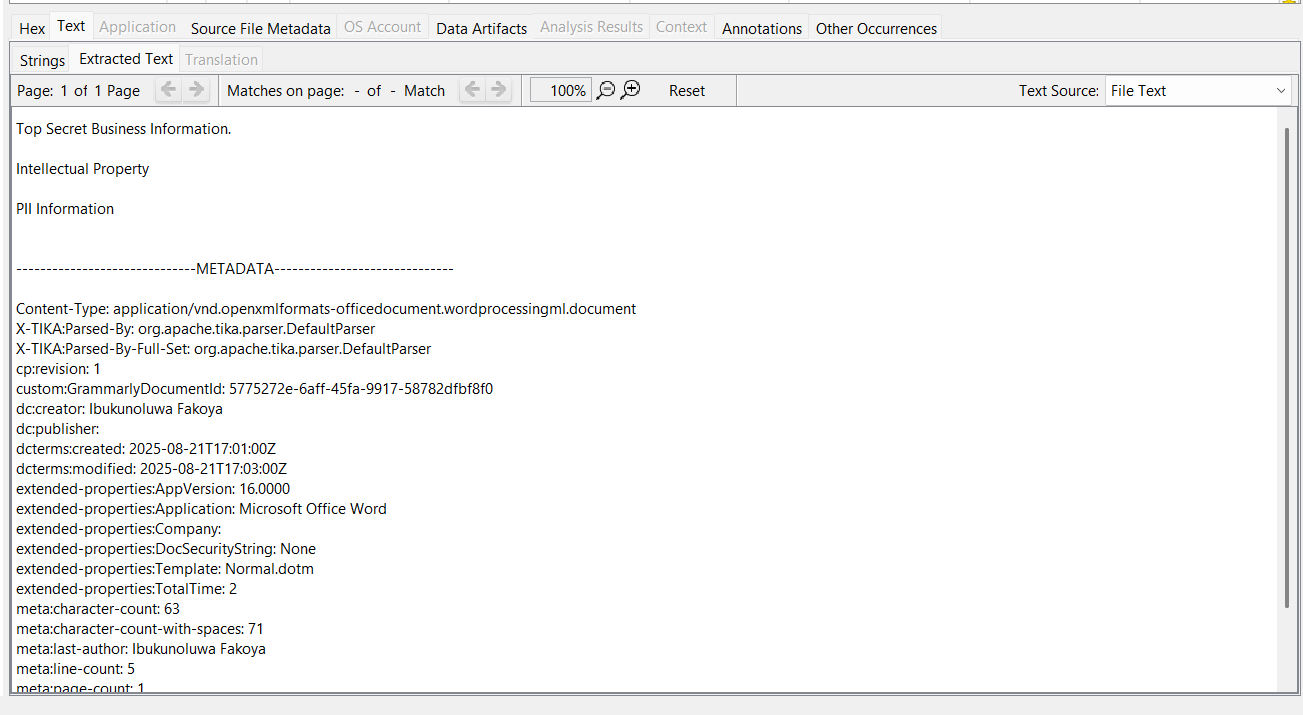 Hex Text Application Source File Metadata OS Account Data Artifacts Analysis Results Context Annotations Other Occurrences
Strings Extracted Text Translation
Page: 1 of 1 Page Matches on page: - of - Match 100% Reset Text Source: File Text
Top Secret Business Information.
Intellectual Property
PII Information
------------------------------METADATA------------------------------
Content-Type: application/vnd.openxmlformats-officedocument.wordprocessingml.document
X-TIKA:Parsed-By: org.apache.tika.parser.DefaultParser
X-TIKA:Parsed-By-Full-Set: org.apache.tika.parser.DefaultParser
cp:revision: 1
custom:GrammarlyDocumentId: 5775272e-6aff-45fa-9917-58782dfbf8f0
dc:creator: Ibukunoluwa Fakoya
dc:publisher:
dcterms:created: 2025-08-21T17:01:00Z
dcterms:modified: 2025-08-21T17:03:00Z
extended-properties:AppVersion: 16.0000
extended-properties:Application: Microsoft Office Word
extended-properties:Company:
extended-properties:DocSecurityString: None
extended-properties:Template: Normal.dotm
extended-properties:TotalTime: 2
meta:character-count: 63
meta:character-count-with-spaces: 71
meta:last-author: Ibukunoluwa Fakoya
meta:line-count: 5
meta:page-count: 1